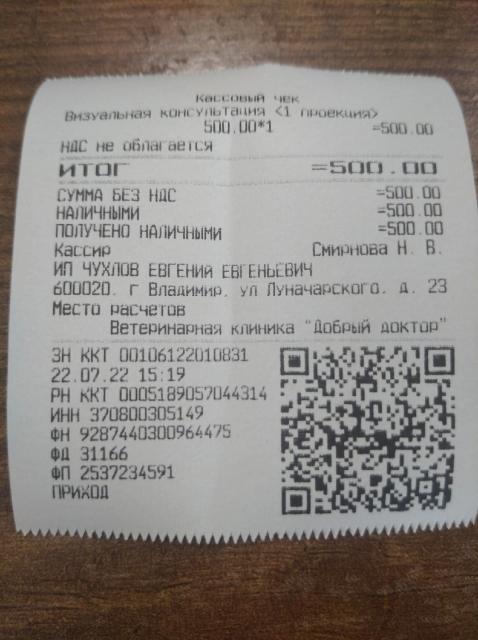 Кассовый чек
Визуальная консультация <1 проекция>
500.00*1 =500.00
НДС не облагается
ИТОГ =500.00
СУММА БЕЗ НДС =500.00
НАЛИЧНЫМИ =500.00
ПОЛУЧЕНО НАЛИЧНЫМИ =500.00
Кассир Смирнова Н. В.
ИП ЧУХЛОВ ЕВГЕНИЙ ЕВГЕНЬЕВИЧ
600020. г Владимир. ул Луначарского. д. 23
Место расчетов
Ветеринарная клиника "Добрый доктор"
ЗН ККТ 00106122010831
22.07.22 15:19
РН ККТ 0005189057044314
ИНН 370800305149
ФН 9287440300964475
ФД 31166
ФП 2537234591
ПРИХОД